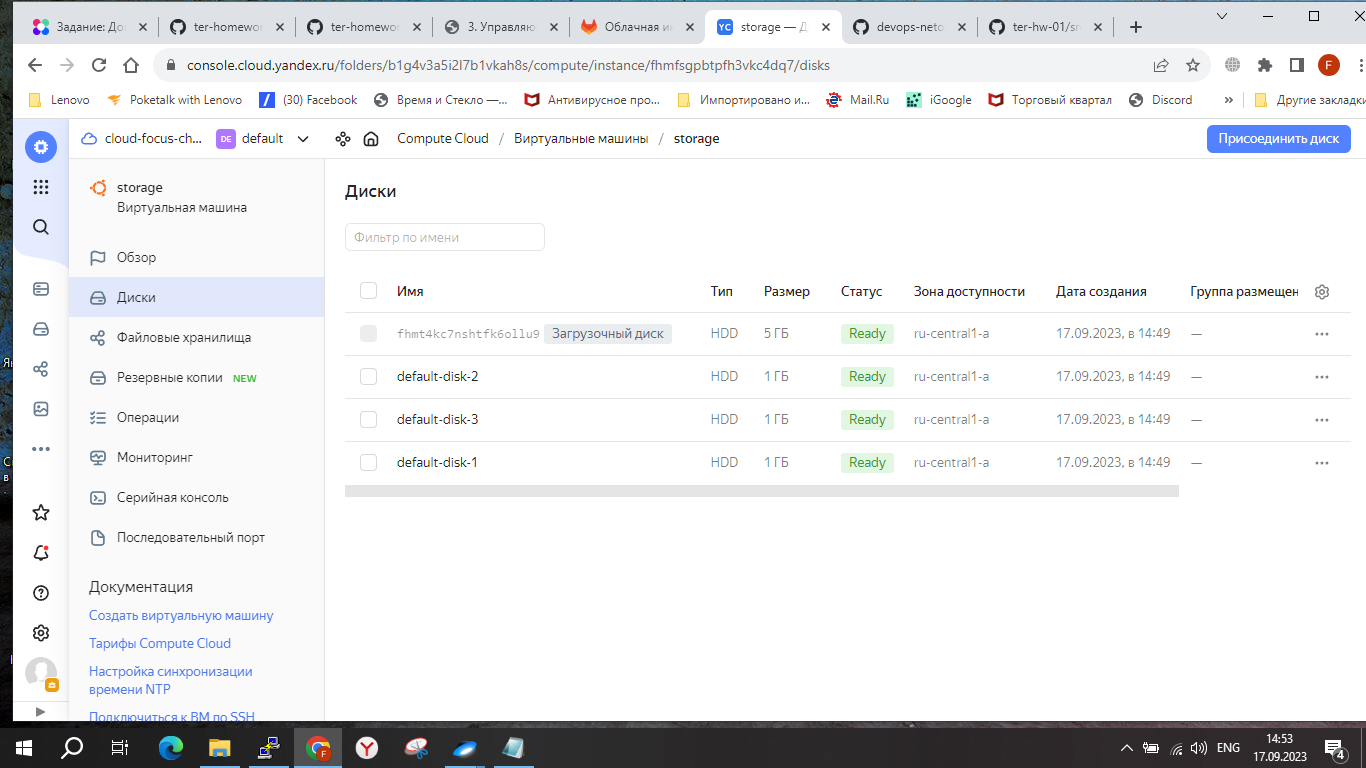 Задание: До
ter-homewor
ter-homewor
3. Управляю
Облачная ин
storage — Д
devops-neto
ter-hw-01/sr
console.cloud.yandex.ru/folders/b1g4v3a5i2l7b1vkah8s/compute/instance/fhmfsgpbtpfh3vkc4dq7/disks
F
Lenovo
Poketalk with Lenovo
(30) Facebook
Время и Стекло —...
Антивирусное про...
Импортировано и...
Mail.Ru
iGoogle
Торговый квартал
Discord
»
Другие закладки
cloud-focus-ch...
DE
default
Compute Cloud / Виртуальные машины / storage
Присоединить диск
storage
Виртуальная машина
Обзор
Диски
Файловые хранилища
Резервные копии NEW
Операции
Мониторинг
Серийная консоль
Последовательный порт
Документация
Создать виртуальную машину
Тарифы Compute Cloud
Настройка синхронизации
времени NTP
Подключиться к ВМ по SSH
Диски
Фильтр по имени
Имя Тип Размер Статус Зона доступности Дата создания Группа размещен
fhmt4kc7nshtfk6ollu9 Загрузочный диск HDD 5 ГБ Ready ru-central1-a 17.09.2023, в 14:49 —
default-disk-2 HDD 1 ГБ Ready ru-central1-a 17.09.2023, в 14:49 —
default-disk-3 HDD 1 ГБ Ready ru-central1-a 17.09.2023, в 14:49 —
default-disk-1 HDD 1 ГБ Ready ru-central1-a 17.09.2023, в 14:49 —
ENG
14:53
17.09.2023
4